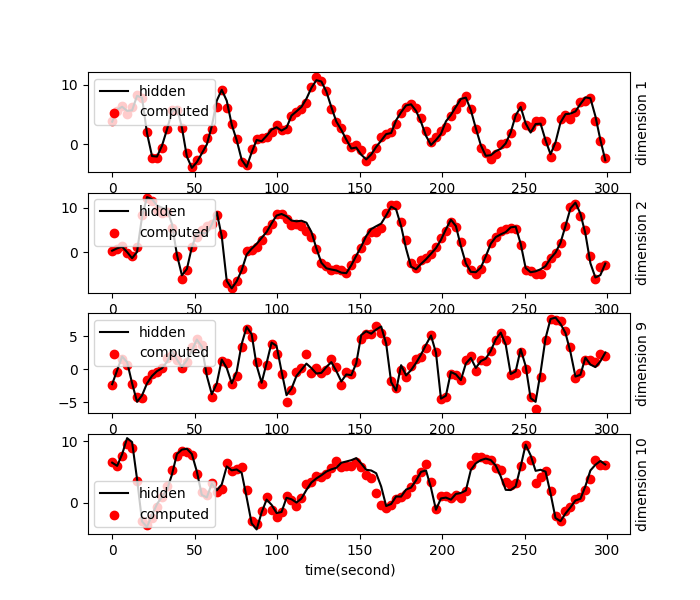 10
0
hidden
computed
0 50 100 150 200 250 300
dimension 1
10
0
hidden
computed
0 50 100 150 200 250 300
dimension 2
5
0
−5
hidden
computed
0 50 100 150 200 250 300
dimension 9
10
0
hidden
computed
0 50 100 150 200 250 300
dimension 10
time(second)